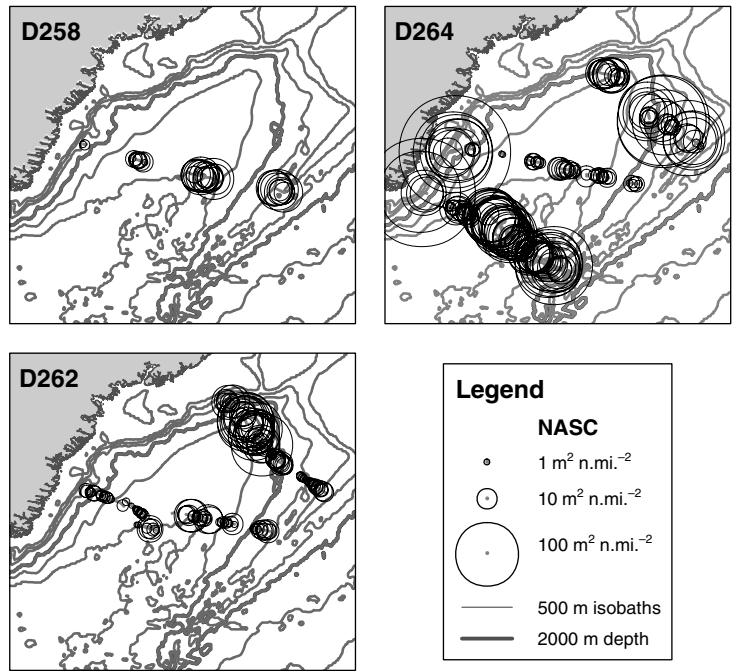 D258
D264
D262
Legend
NASC
1 m² n.mi.⁻²
10 m² n.mi.⁻²
100 m² n.mi.⁻²
500 m isobaths
2000 m depth